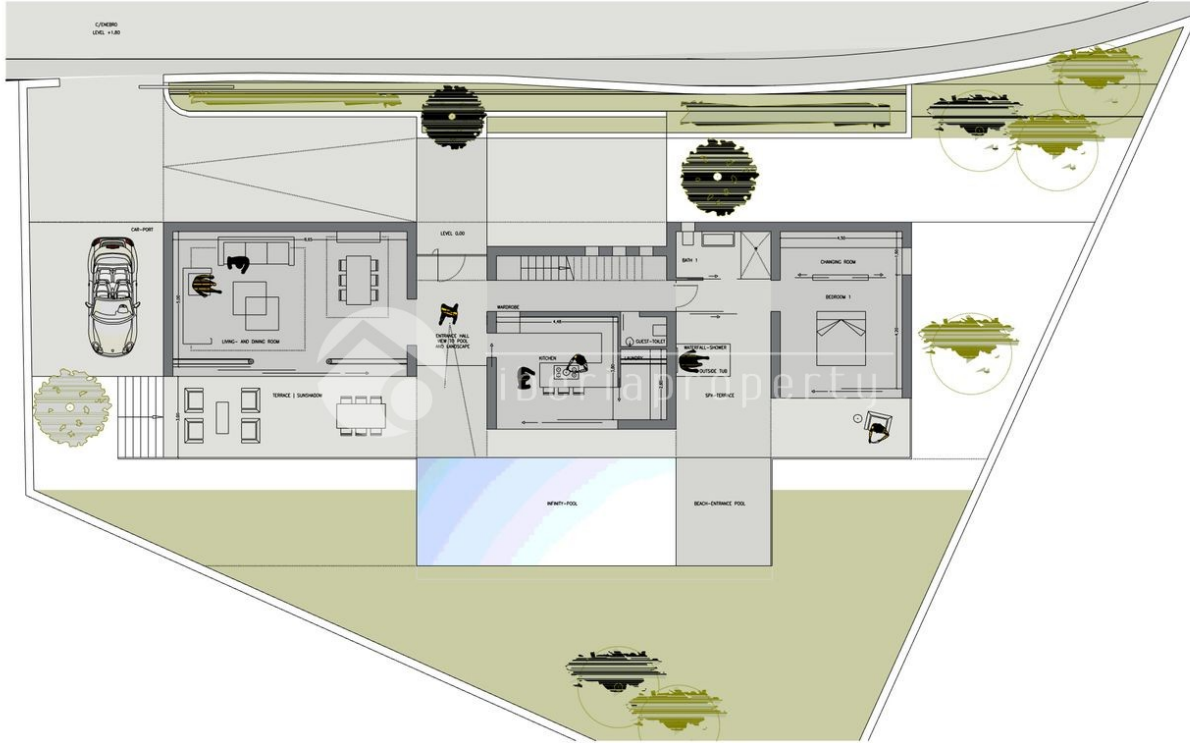 C/ENEBRO
LEVEL +1.80
CAR-PORT
LEVEL 0,00
BATH 1
CHANGING ROOM
BEDROOM 1
WARDROBE
ENTRANCE HALL
VIEW TO POOL
AND LANDSCAPE
LIVING- AND DINING ROOM
KITCHEN
GUEST-TOILET
LAUNDRY
WATERFALL-SHOWER
OUTSIDE TUB
iberiaproperty
TERRACE | SUNSHADON
SPA-TERRACE
INFINITY-POOL
BEACH-ENTRANCE POOL